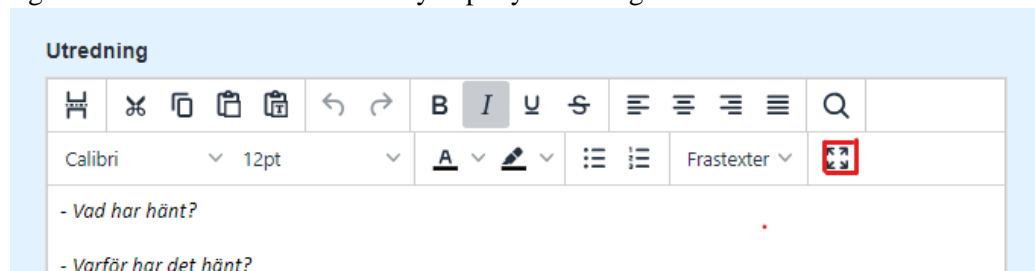 Utredning
B I U S
Calibri 12pt A Frastexter
- Vad har hänt?
- Varför har det hänt?